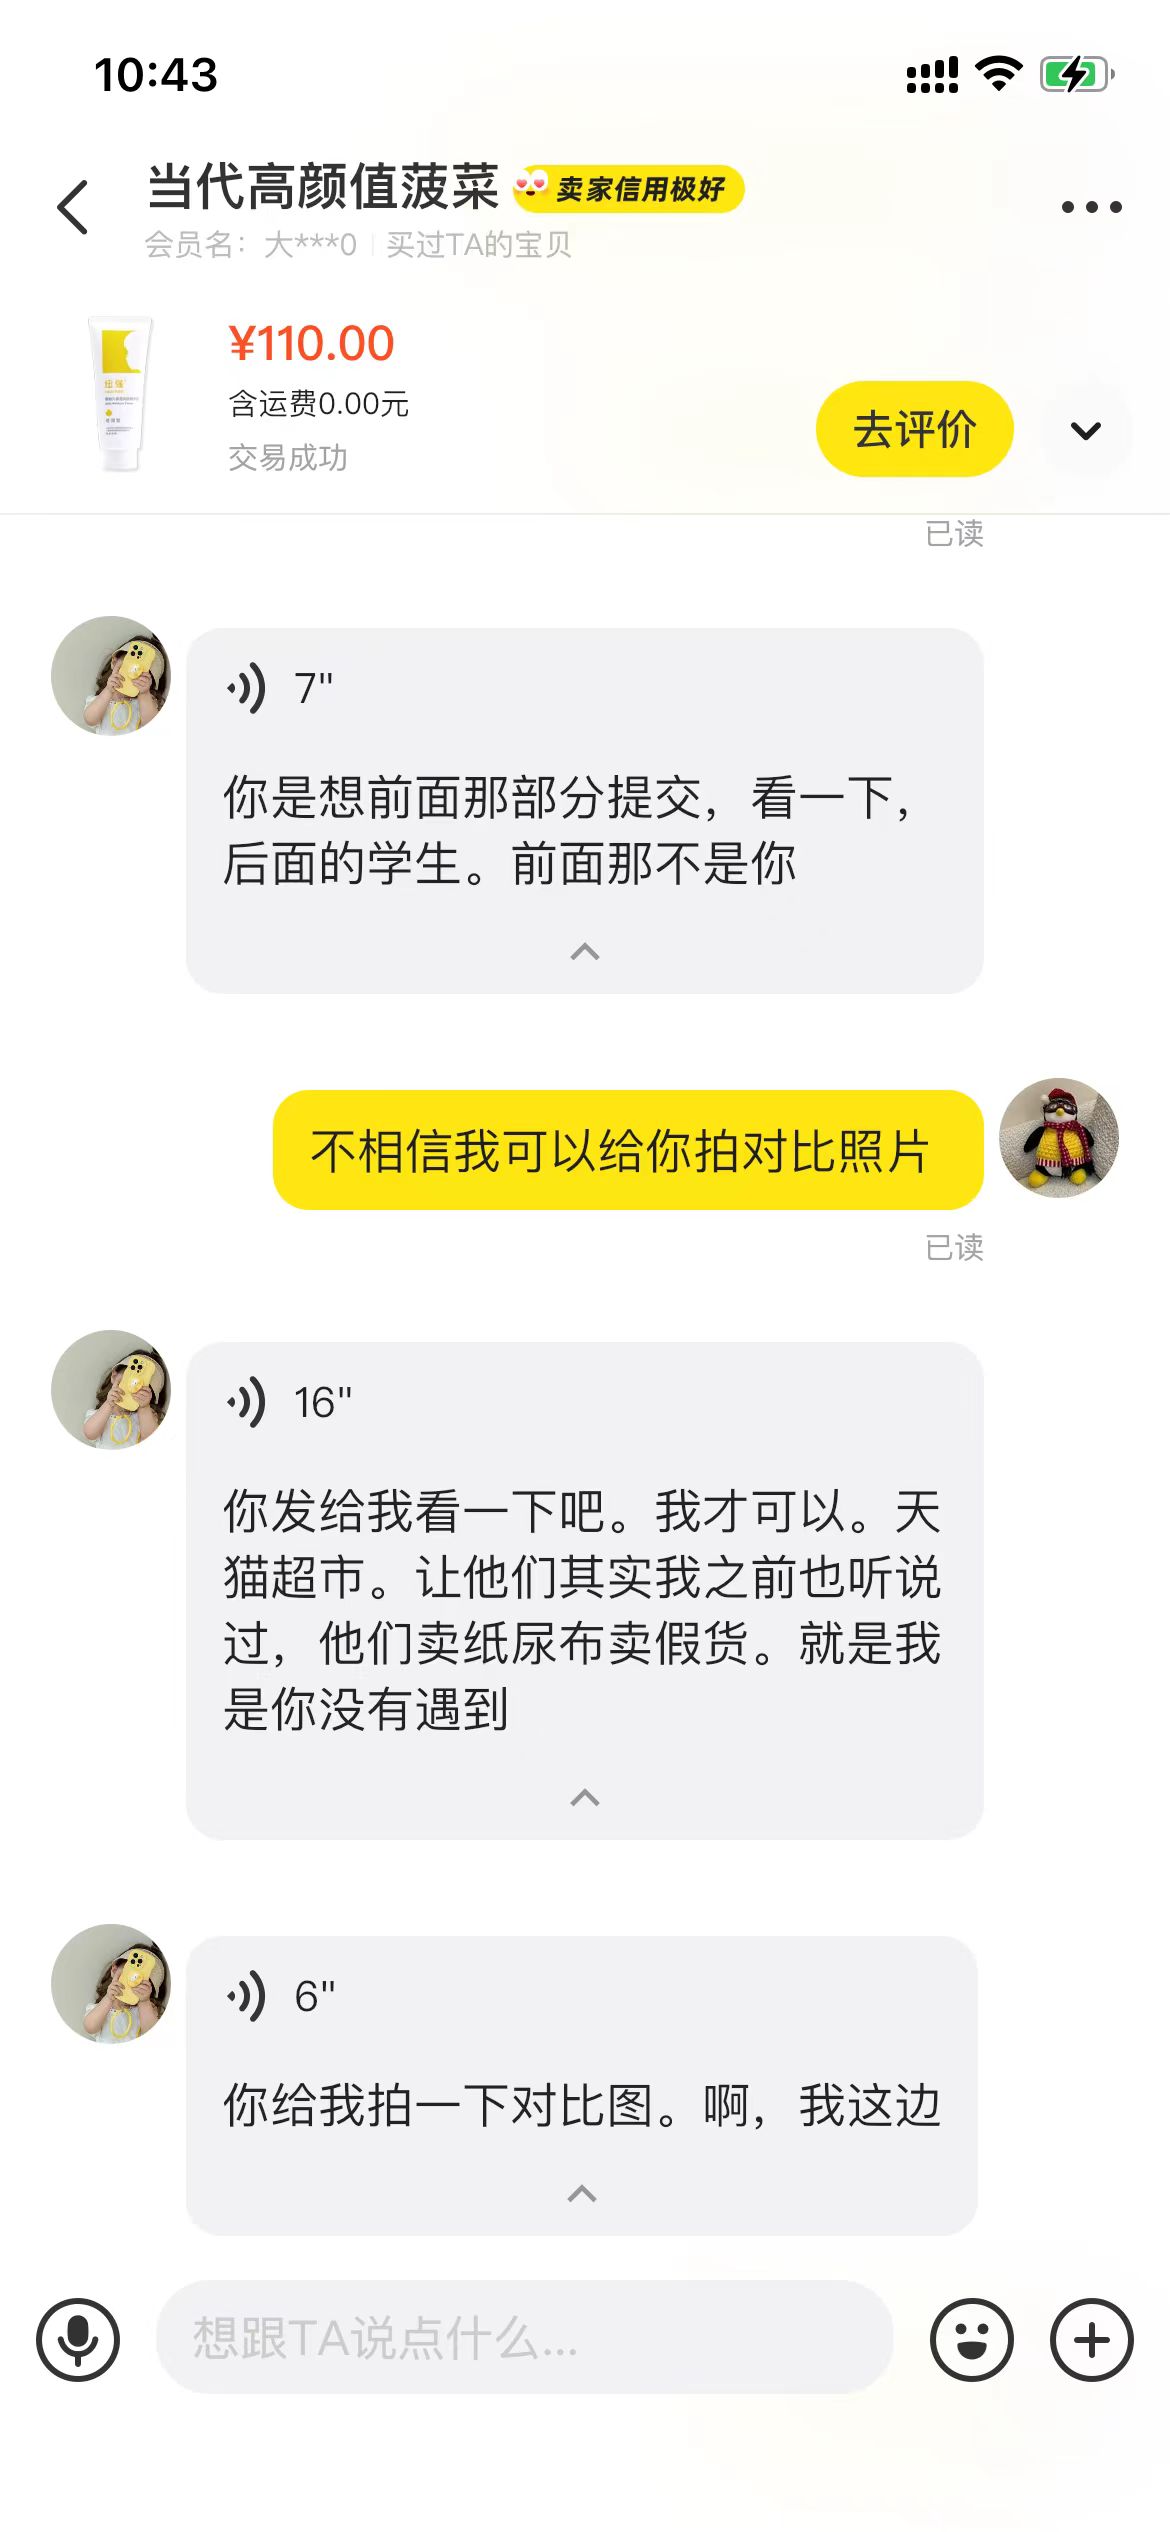 10:43
当代高颜值菠菜 卖家信用极好
会员名：大***0 | 买过TA的宝贝
¥110.00
含运费0.00元
交易成功
去评价
纽强
已读
7"
你是想前面那部分提交，看一下，
后面的学生。前面那不是你
不相信我可以给你拍对比照片
已读
16"
你发给我看一下吧。我才可以。天
猫超市。让他们其实我之前也听说
过，他们卖纸尿布卖假货。就是我
是你没有遇到
6"
你给我拍一下对比图。啊，我这边
想跟TA说点什么...